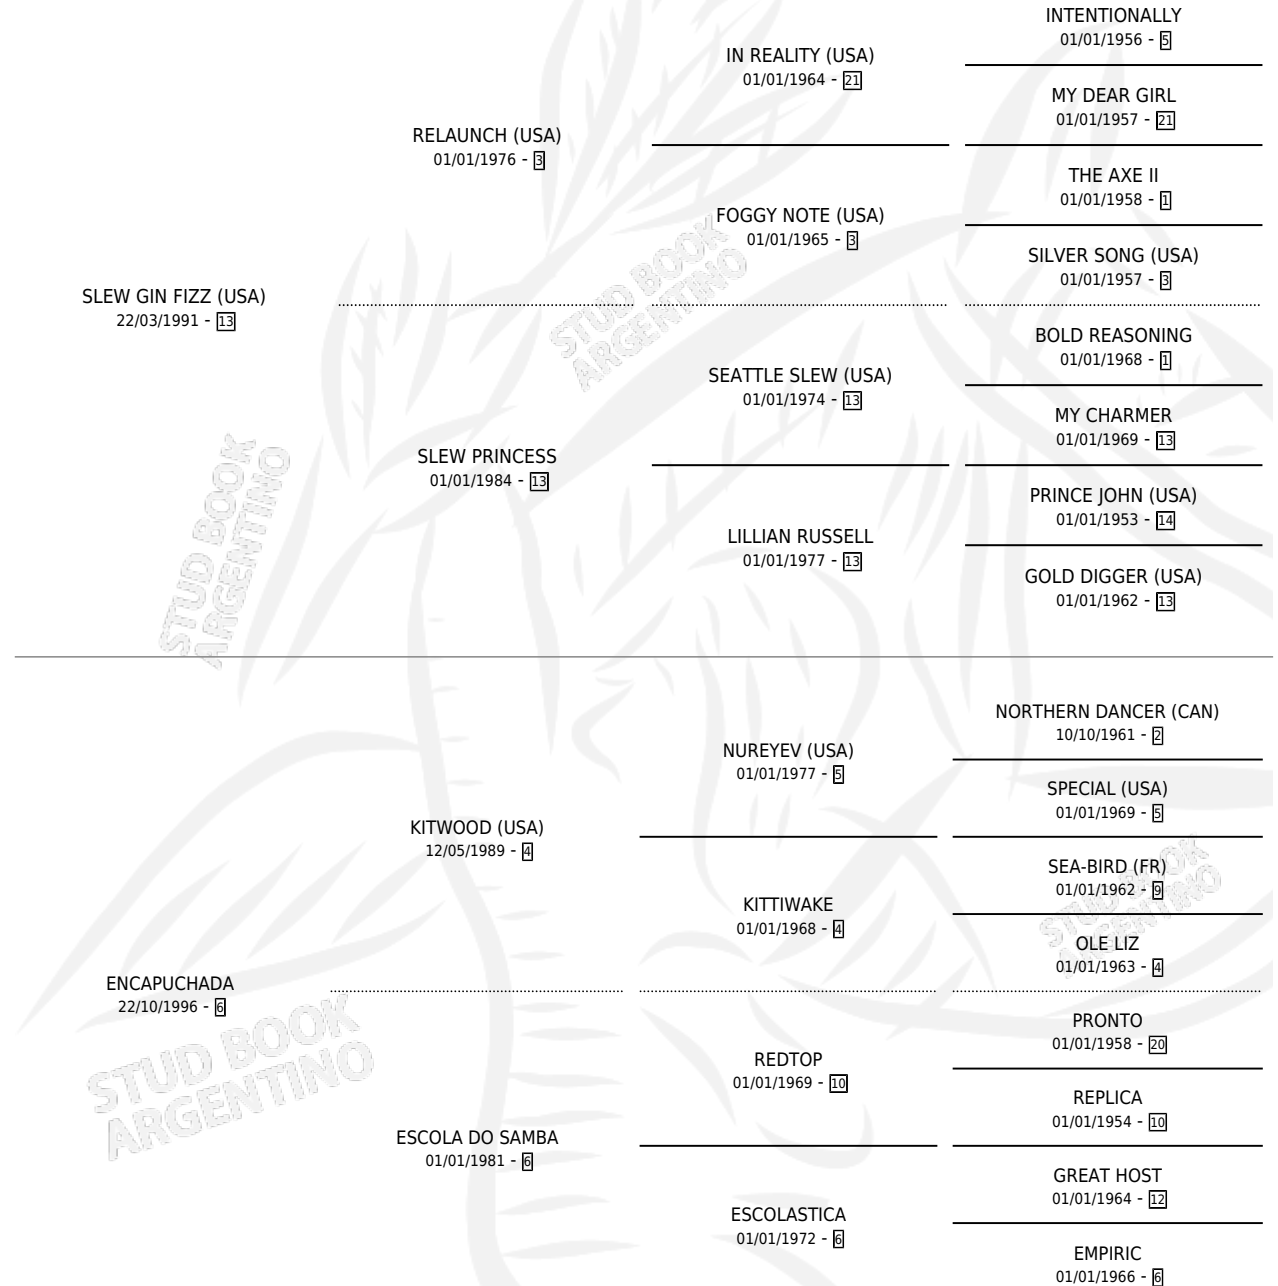 INTENTIONALLY
01/01/1956 - 5
IN REALITY (USA)
01/01/1964 - 21
MY DEAR GIRL
01/01/1957 - 21
RELAUNCH (USA)
01/01/1976 - 3
THE AXE II
01/01/1958 - 1
FOGGY NOTE (USA)
01/01/1965 - 3
SILVER SONG (USA)
01/01/1957 - 3
SLEW GIN FIZZ (USA)
22/03/1991 - 13
BOLD REASONING
01/01/1968 - 1
SEATTLE SLEW (USA)
01/01/1974 - 13
MY CHARMER
01/01/1969 - 13
SLEW PRINCESS
01/01/1984 - 13
PRINCE JOHN (USA)
01/01/1953 - 14
LILLIAN RUSSELL
01/01/1977 - 13
GOLD DIGGER (USA)
01/01/1962 - 13
STUD BOOK
ARGENTINO
STUD BOOK
ARGENTINO
NORTHERN DANCER (CAN)
10/10/1961 - 2
NUREYEV (USA)
01/01/1977 - 5
SPECIAL (USA)
01/01/1969 - 5
KITWOOD (USA)
12/05/1989 - 4
SEA-BIRD (FR)
01/01/1962 - 9
KITTIWAKE
01/01/1968 - 4
OLE LIZ
01/01/1963 - 4
STUD BOOK
ARGENTINO
ENCAPUCHADA
22/10/1996 - 6
PRONTO
01/01/1958 - 20
REDTOP
01/01/1969 - 10
REPLICA
01/01/1954 - 10
ESCOLA DO SAMBA
01/01/1981 - 6
GREAT HOST
01/01/1964 - 12
ESCOLASTICA
01/01/1972 - 6
EMPIRIC
01/01/1966 - 6
STUD BOOK
ARGENTINO